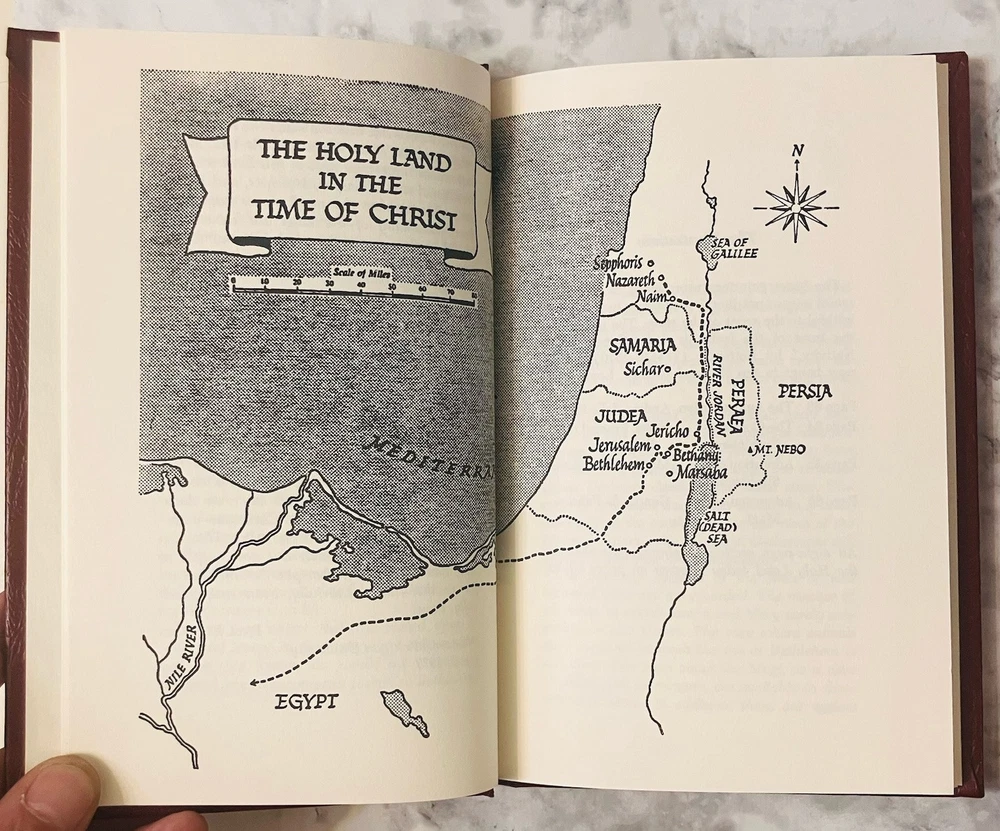 THE HOLY LAND
IN THE
TIME OF CHRIST
Scale of Miles
0 10 20 30 40 50 60 70 80
MEDITERRA
NILE RIVER
EGYPT
N
SEA OF
GALILEE
Sepphoris
Nazareth
Naim
SAMARIA
Sichar
RIVER JORDAN
PERAEA
PERSIA
JUDEA
Jericho
Jerusalem
Bethany
Bethlehem
Marsaba
MT. NEBO
SALT
(DEAD)
SEA